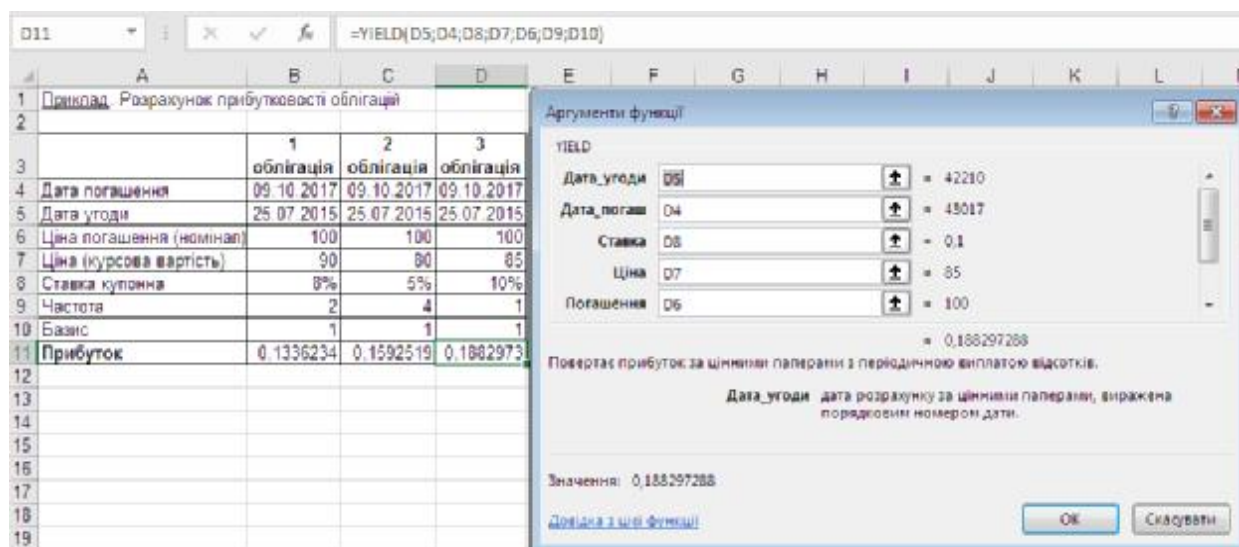 D11 fx =YIELD(D5;D4;D8;D7;D6;D9;D10)
A B C D E F G H I J K L
1 Приклад. Розрахунок прибутковості облігацій
2
3 1 облігація 2 облігація 3 облігація
4 Дата погашення 09.10.2017 09.10.2017 09.10.2017
5 Дата угоди 25.07.2015 25.07.2015 25.07.2015
6 Ціна погашення (номінал) 100 100 100
7 Ціна (курсова вартість) 90 80 85
8 Ставка купонна 8% 5% 10%
9 Частота 2 4 1
10 Базис 1 1 1
11 Прибуток 0,1336234 0,1592519 0,1882973
12
13
14
15
16
17
18
19
Аргументи функції
YIELD
Дата_угоди D5 = 42210
Дата_погаш D4 = 43017
Ставка D8 = 0,1
Ціна D7 = 85
Погашення D6 = 100
= 0,188297288
Повертає прибуток за цінними паперами з періодичною виплатою відсотків.
Дата_угоди дата розрахунку за цінними паперами, виражена
порядковим номером дати.
Значення: 0,188297288
Довідка з цієї функції
OK Скасувати